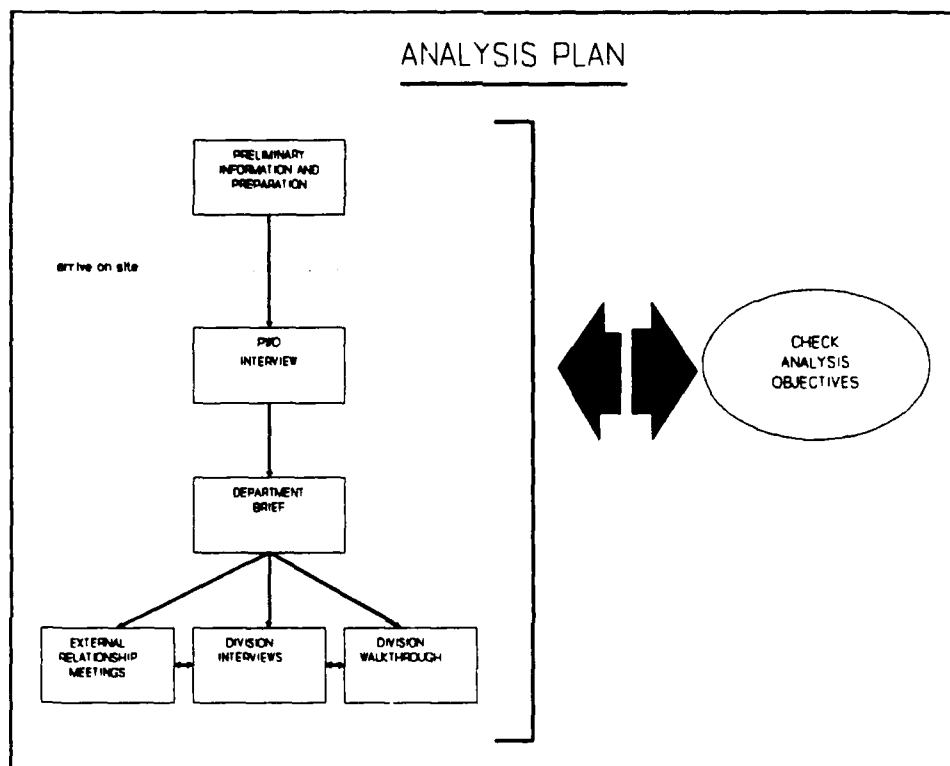 ANALYSIS PLAN
PRELIMINARY
INFORMATION AND
PREPARATION
arrive on site
PWO
INTERVIEW
CHECK
ANALYSIS
OBJECTIVES
DEPARTMENT
BRIEF
EXTERNAL
RELATIONSHIP
MEETINGS
DIVISION
INTERVIEWS
DIVISION
WALKTHROUGH